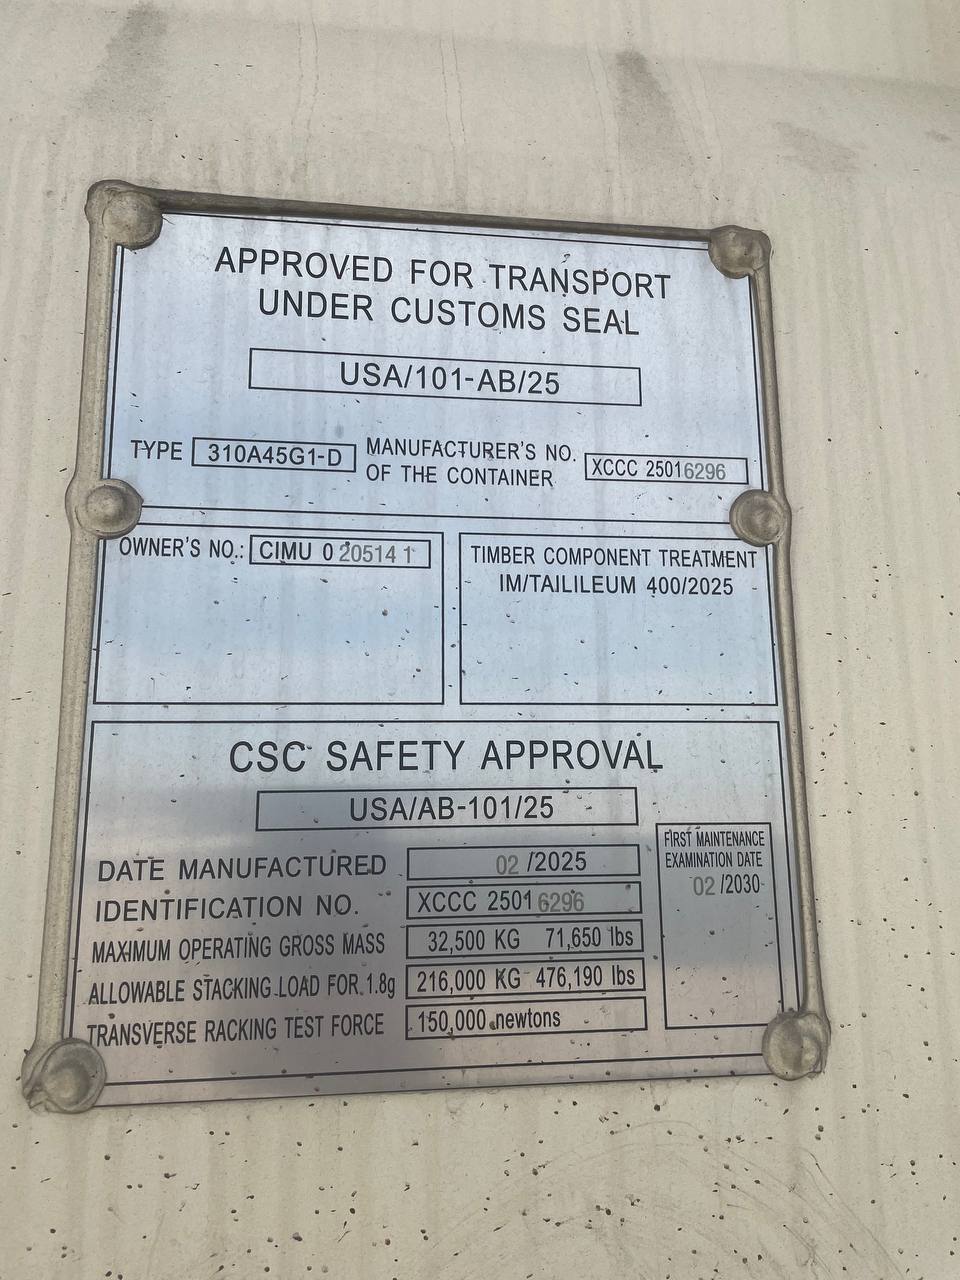 APPROVED FOR TRANSPORT
UNDER CUSTOMS SEAL
USA/101-AB/25
TYPE 310A45G1-D MANUFACTURER'S NO. OF THE CONTAINER XCCC 25016296
OWNER'S NO.: CIMU 0 20514 1
TIMBER COMPONENT TREATMENT
IM/TAILILEUM 400/2025
CSC SAFETY APPROVAL
USA/AB-101/25
DATE MANUFACTURED 02 /2025
IDENTIFICATION NO. XCCC 2501 6296
MAXIMUM OPERATING GROSS MASS 32,500 KG 71,650 lbs
ALLOWABLE STACKING LOAD FOR 1.8g 216,000 KG 476,190 lbs
TRANSVERSE RACKING TEST FORCE 150,000 newtons
FIRST MAINTENANCE
EXAMINATION DATE
02 /2030